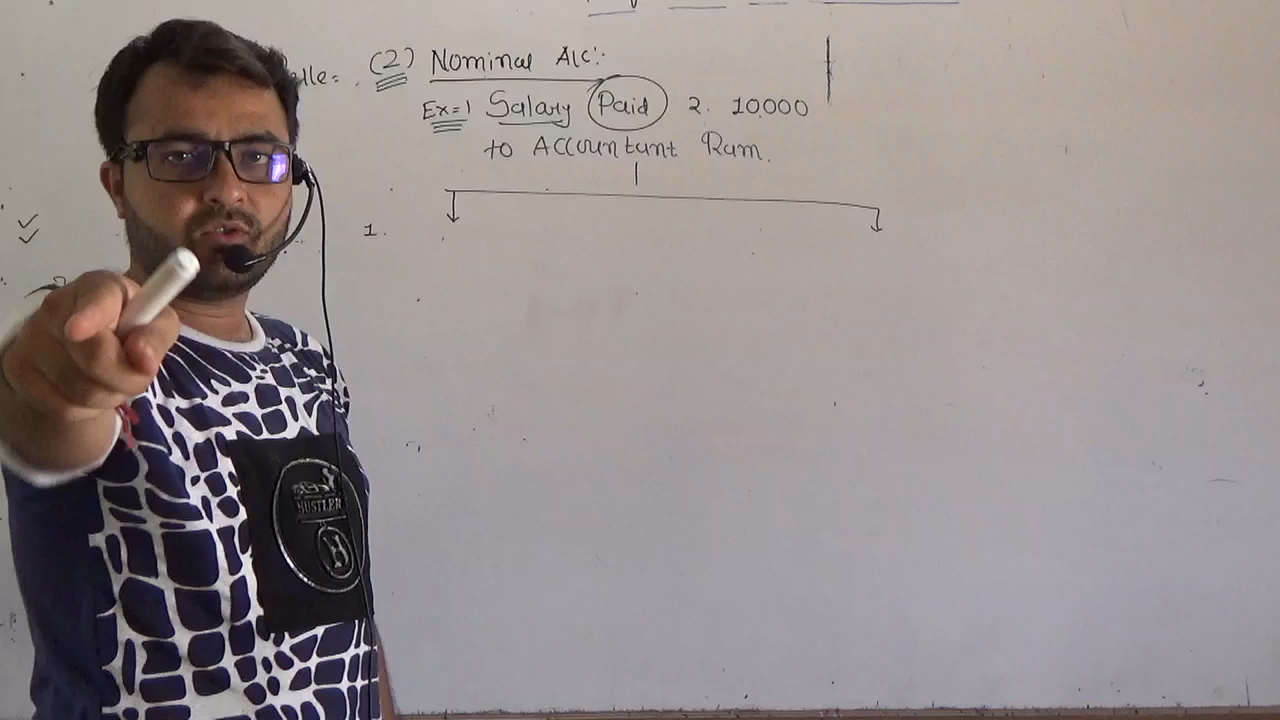 (2) Nominal A/C:
Ex=1 Salary Paid 2. 10,000
to Accountant Ram.
1.
HUSTLER